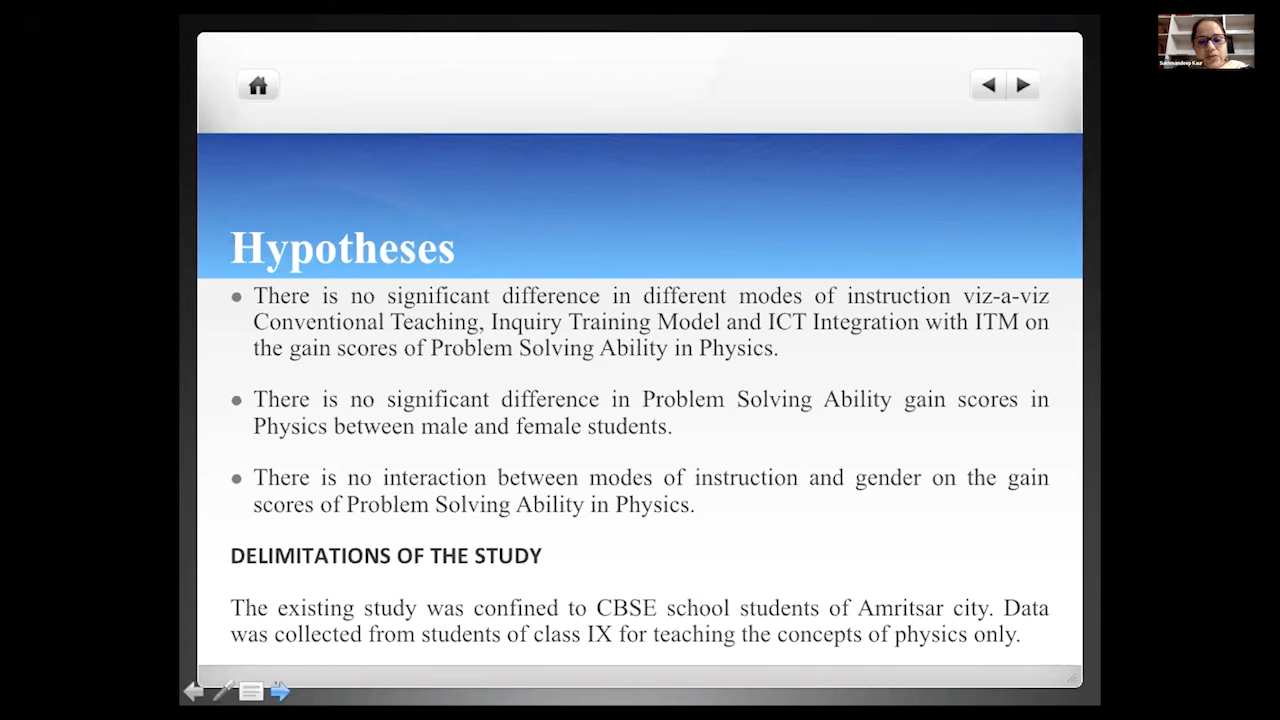 Sukhmandeep Kaur
Hypotheses
There is no significant difference in different modes of instruction viz-a-viz
Conventional Teaching, Inquiry Training Model and ICT Integration with ITM on
the gain scores of Problem Solving Ability in Physics.
There is no significant difference in Problem Solving Ability gain scores in
Physics between male and female students.
There is no interaction between modes of instruction and gender on the gain
scores of Problem Solving Ability in Physics.
DELIMITATIONS OF THE STUDY
The existing study was confined to CBSE school students of Amritsar city. Data
was collected from students of class IX for teaching the concepts of physics only.